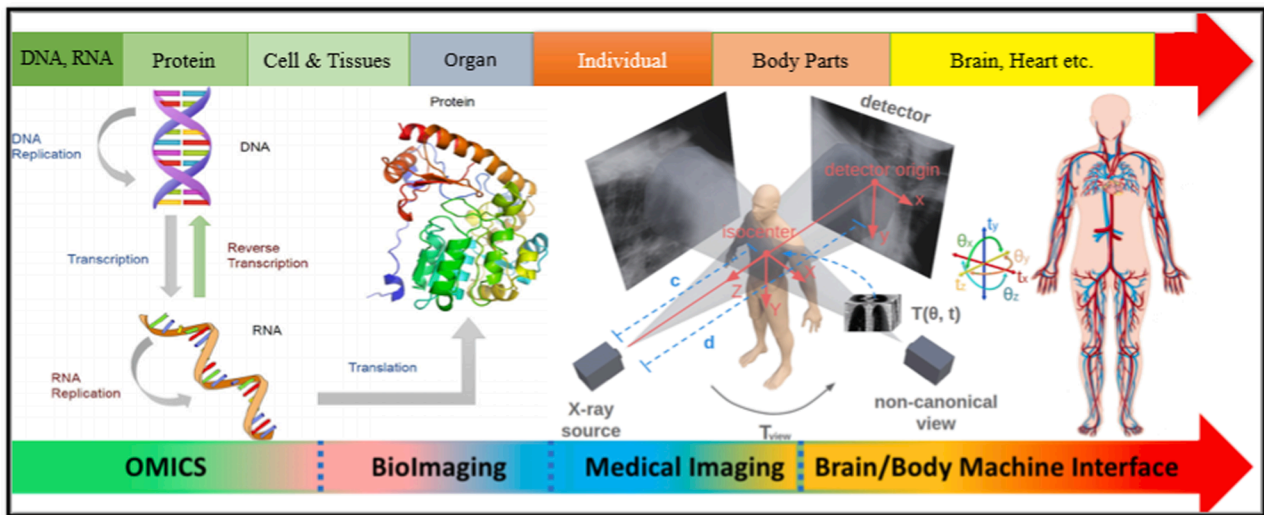 DNA, RNA
Protein
Cell & Tissues
Organ
Individual
Body Parts
Brain, Heart etc.
DNA
Replication
DNA
Transcription
Reverse
Transcription
RNA
RNA
Replication
Translation
Protein
detector
detector origin
x
y
isocenter
X
Z
Y
c
d
T(θ, t)
X-ray
source
non-canonical
view
Tview
ty
θx
θy
tx
tz
θz
OMICS
BioImaging
Medical Imaging
Brain/Body Machine Interface